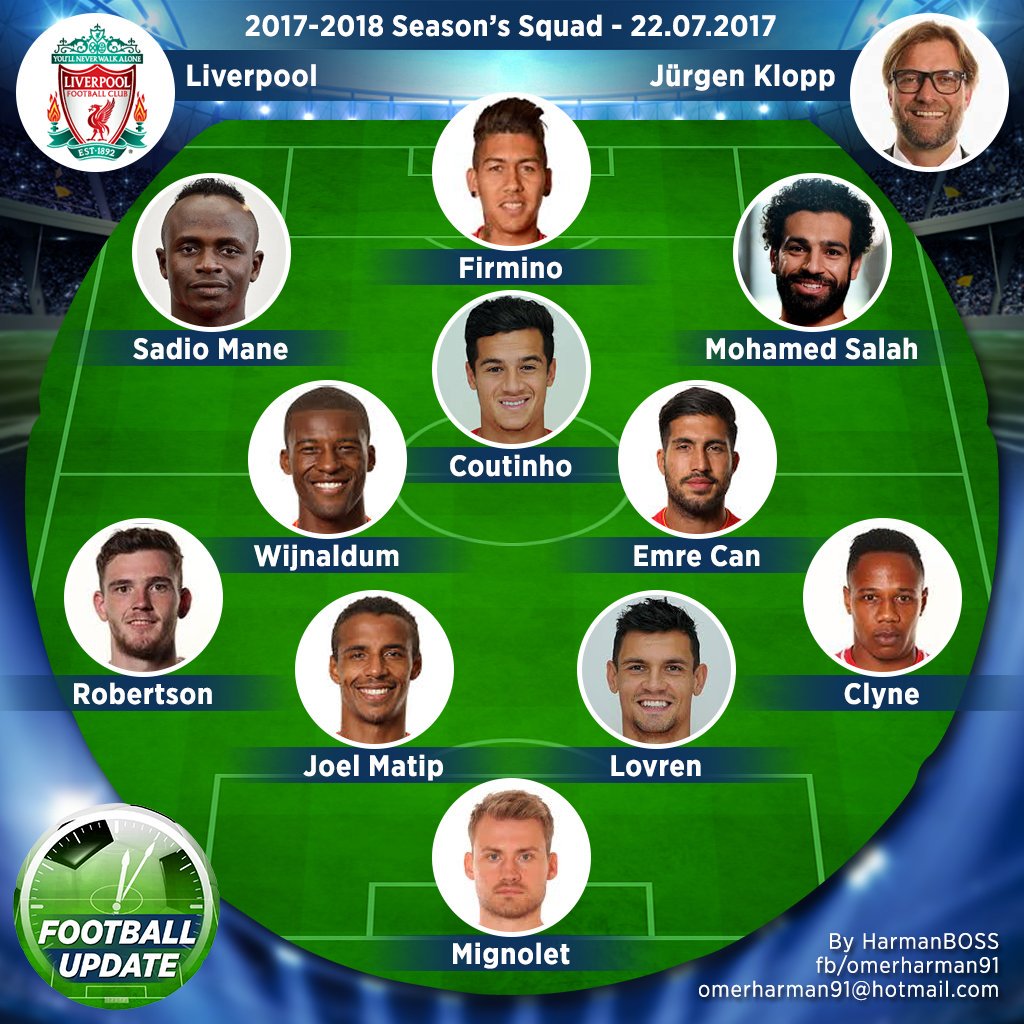 2017-2018 Season's Squad - 22.07.2017
YOU'LL NEVER WALK ALONE
LIVERPOOL
FOOTBALL CLUB
EST·1892
Liverpool
Jürgen Klopp
Firmino
Sadio Mane
Mohamed Salah
Coutinho
Wijnaldum
Emre Can
Robertson
Clyne
Joel Matip
Lovren
Mignolet
FOOTBALL
UPDATE
By HarmanBOSS
fb/omerharman91
omerharman91@hotmail.com